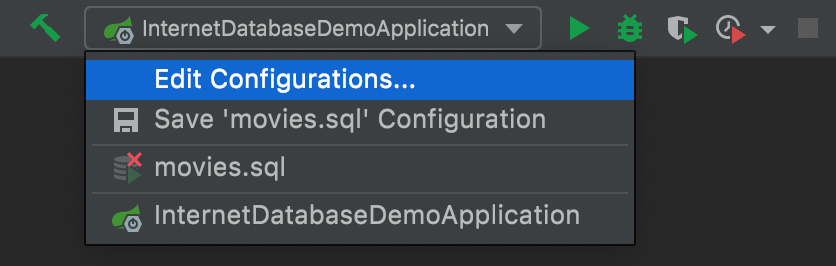 InternetDatabaseDemoApplication
Edit Configurations...
Save 'movies.sql' Configuration
movies.sql
InternetDatabaseDemoApplication